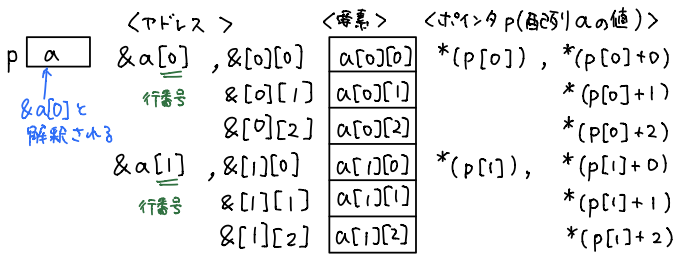 <アドレス> <要素> <ポインタp(配列aの値)>
p a &a[0] , &[0][0] a[0][0] *(p[0]) , *(p[0]+0)
行番号 &[0][1] a[0][1] *(p[0]+1)
&a[0]と
解釈される
&[0][2] a[0][2] *(p[0]+2)
&a[1] , &[1][0] a[1][0] *(p[1]) , *(p[1]+0)
行番号 &[1][1] a[1][1] *(p[1]+1)
&[1][2] a[1][2] *(p[1]+2)